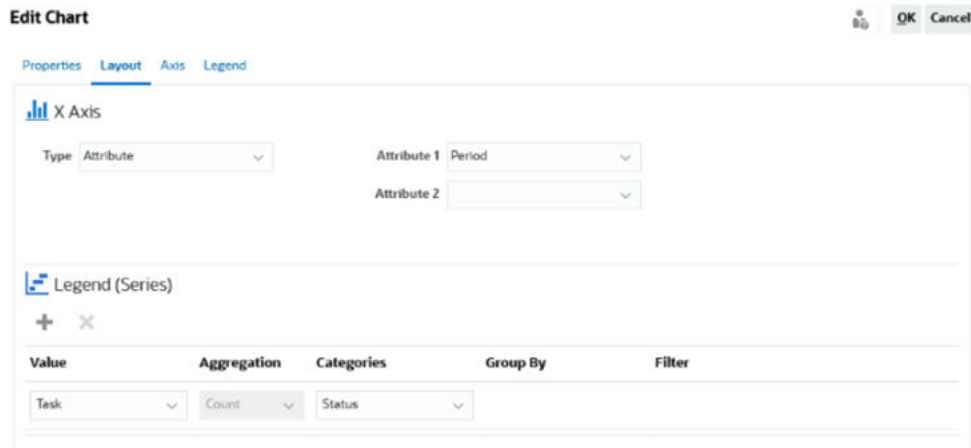 Edit Chart
OK Cancel
Properties Layout Axis Legend
X Axis
Type Attribute Attribute 1 Period
Attribute 2
Legend (Series)
Value Aggregation Categories Group By Filter
Task Count Status